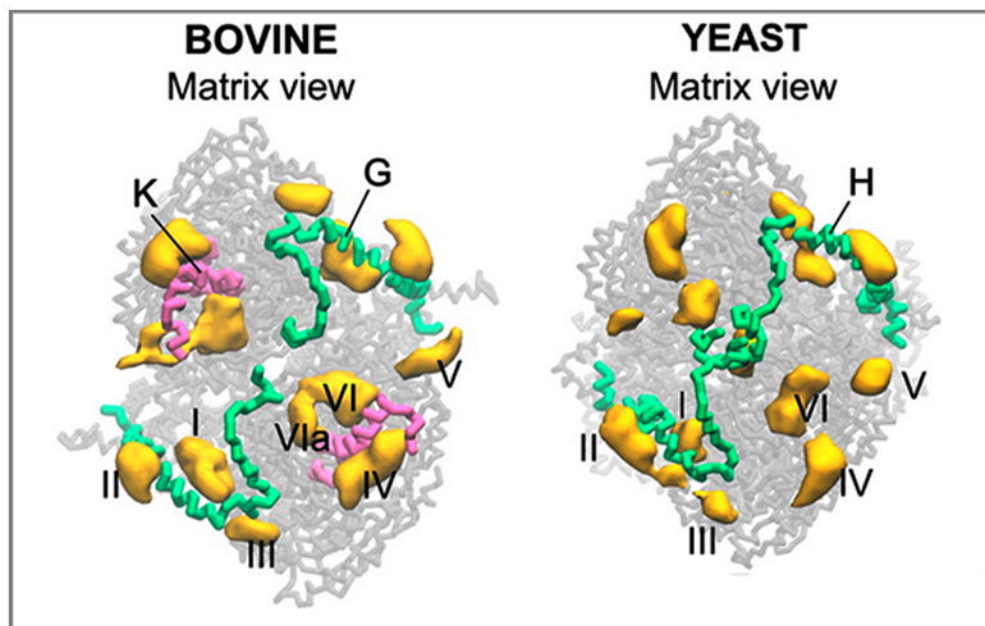 BOVINE
Matrix view
K
G
V
VI
I
VIa
II
IV
III
YEAST
Matrix view
H
V
I
VI
II
IV
III